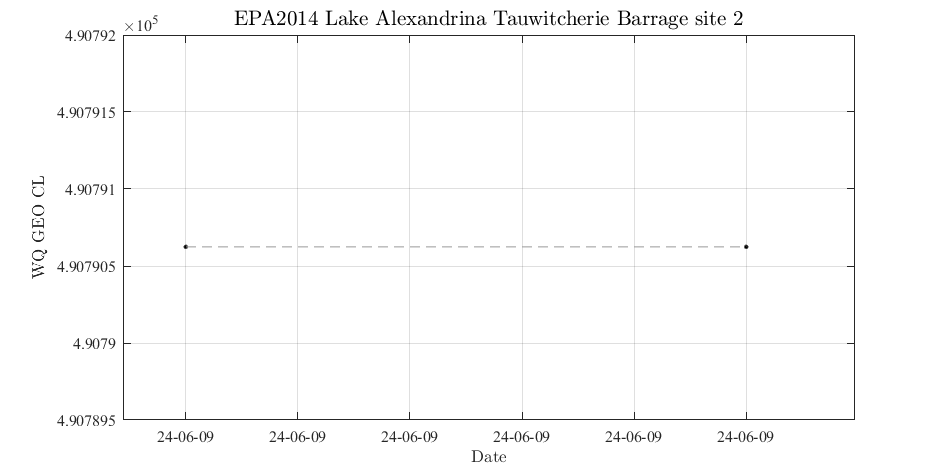 EPA2014 Lake Alexandrina Tauwitcherie Barrage site 2
×10^5
4.90792
4.907915
4.90791
4.907905
4.9079
4.907895
WQ GEO CL
24-06-09 24-06-09 24-06-09 24-06-09 24-06-09 24-06-09
Date